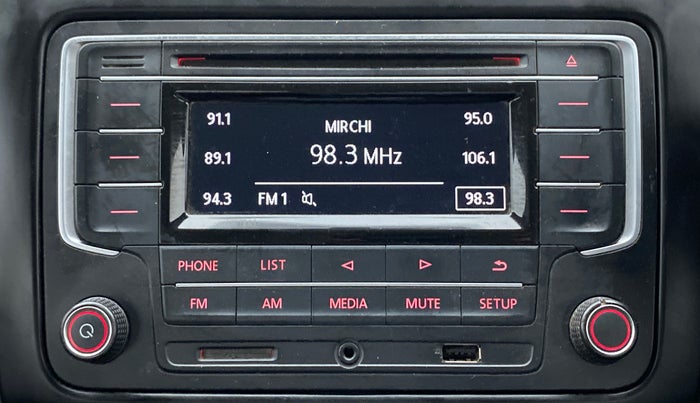 91.1
MIRCHI
95.0
89.1
98.3 MHz
106.1
94.3
FM 1
98.3
PHONE
LIST
FM
AM
MEDIA
MUTE
SETUP